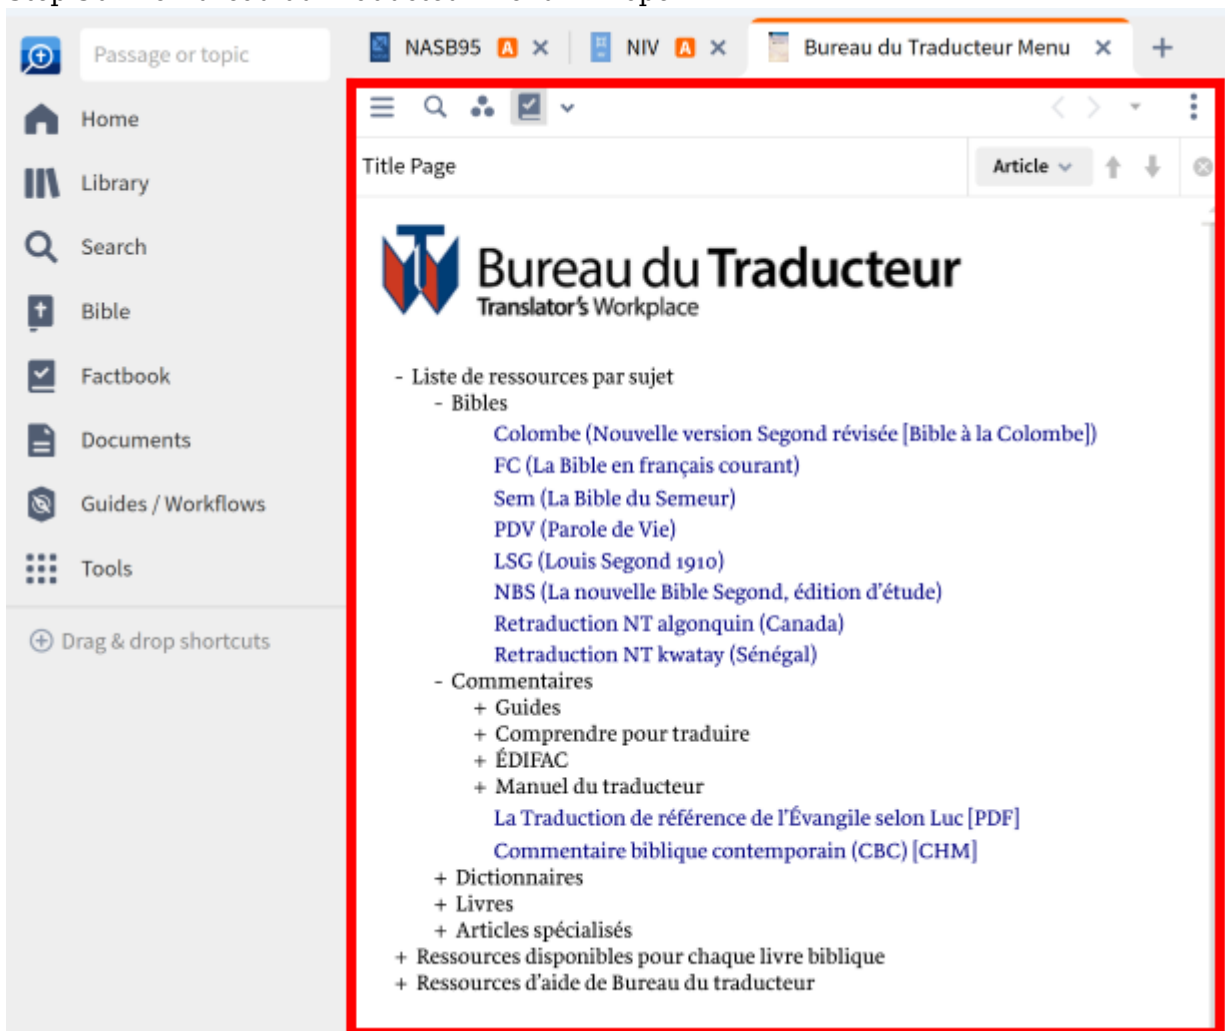 Passage or topic
NASB95 A
NIV A
Bureau du Traducteur Menu
Home
Library
Search
Bible
Factbook
Documents
Guides / Workflows
Tools
Drag & drop shortcuts
Title Page
Article
Bureau du Traducteur
Translator's Workplace
- Liste de ressources par sujet
- Bibles
Colombe (Nouvelle version Segond révisée [Bible à la Colombe])
FC (La Bible en français courant)
Sem (La Bible du Semeur)
PDV (Parole de Vie)
LSG (Louis Segond 1910)
NBS (La nouvelle Bible Segond, édition d'étude)
Retraduction NT algonquin (Canada)
Retraduction NT kwatay (Sénégal)
- Commentaires
+ Guides
+ Comprendre pour traduire
+ ÉDIFAC
+ Manuel du traducteur
La Traduction de référence de l'Évangile selon Luc [PDF]
Commentaire biblique contemporain (CBC) [CHM]
+ Dictionnaires
+ Livres
+ Articles spécialisés
+ Ressources disponibles pour chaque livre biblique
+ Ressources d'aide de Bureau du traducteur